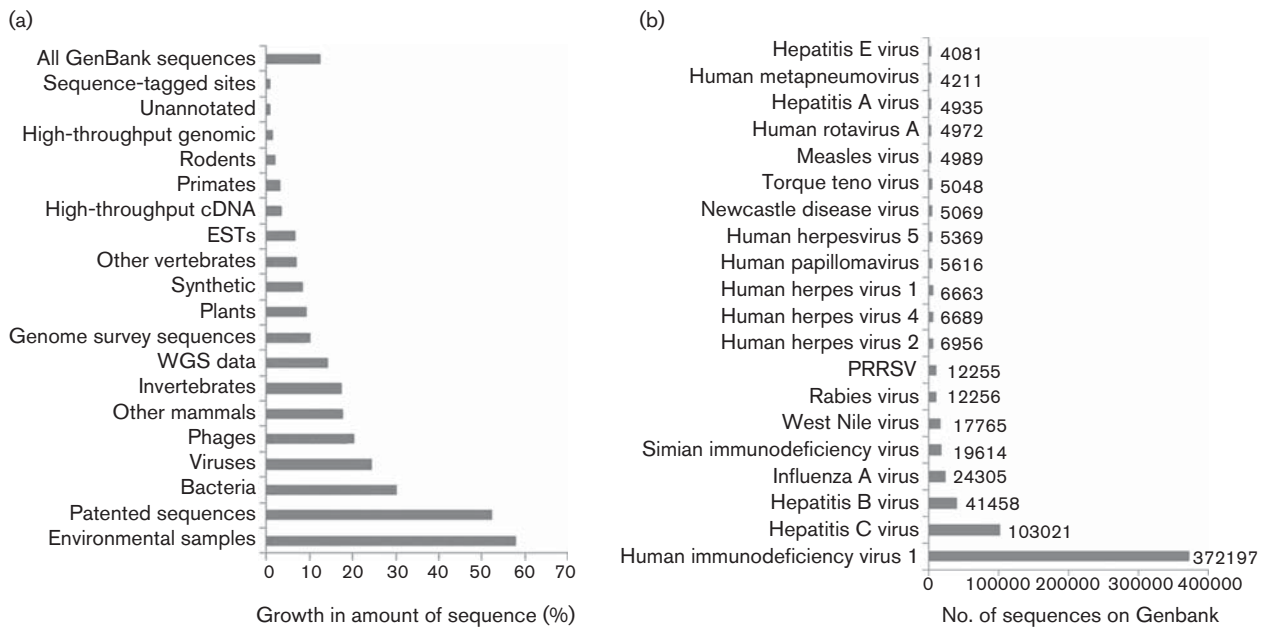 (a)
All GenBank sequences
Sequence-tagged sites
Unannotated
High-throughput genomic
Rodents
Primates
High-throughput cDNA
ESTs
Other vertebrates
Synthetic
Plants
Genome survey sequences
WGS data
Invertebrates
Other mammals
Phages
Viruses
Bacteria
Patented sequences
Environmental samples
0 10 20 30 40 50 60 70
Growth in amount of sequence (%)
(b)
Hepatitis E virus 4081
Human metapneumovirus 4211
Hepatitis A virus 4935
Human rotavirus A 4972
Measles virus 4989
Torque teno virus 5048
Newcastle disease virus 5069
Human herpesvirus 5 5369
Human papillomavirus 5616
Human herpes virus 1 6663
Human herpes virus 4 6689
Human herpes virus 2 6956
PRRSV 12255
Rabies virus 12256
West Nile virus 17765
Simian immunodeficiency virus 19614
Influenza A virus 24305
Hepatitis B virus 41458
Hepatitis C virus 103021
Human immunodeficiency virus 1 372197
0 100000 200000 300000 400000
No. of sequences on Genbank